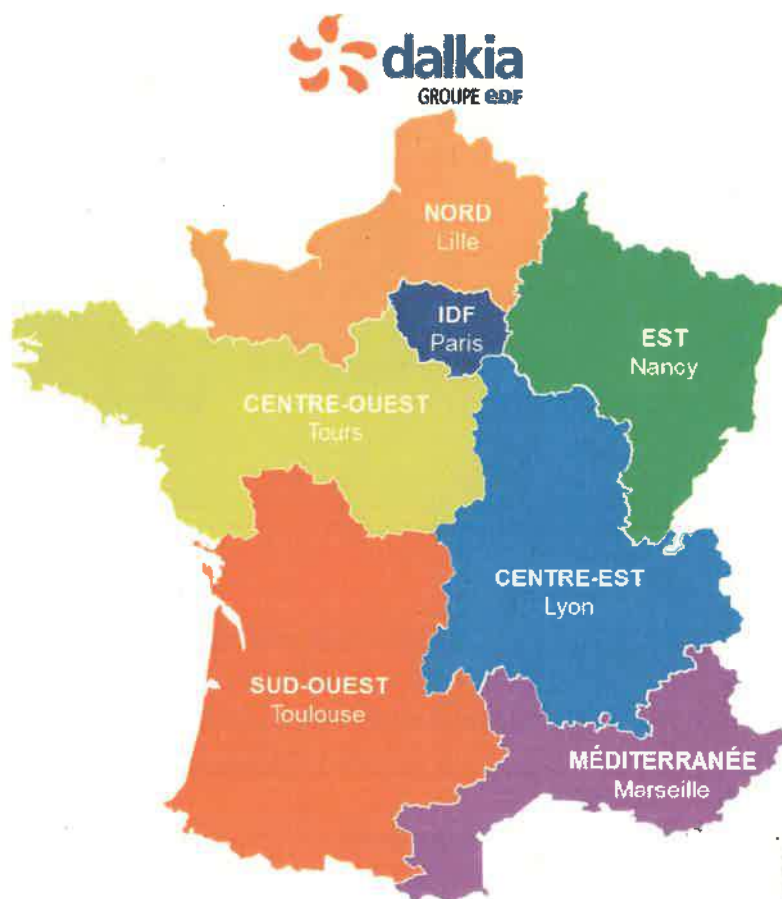 dalkia
GROUPE edf
NORD
Lille
IDF
Paris
EST
Nancy
CENTRE-OUEST
Tours
CENTRE-EST
Lyon
SUD-OUEST
Toulouse
MÉDITERRANÉE
Marseille